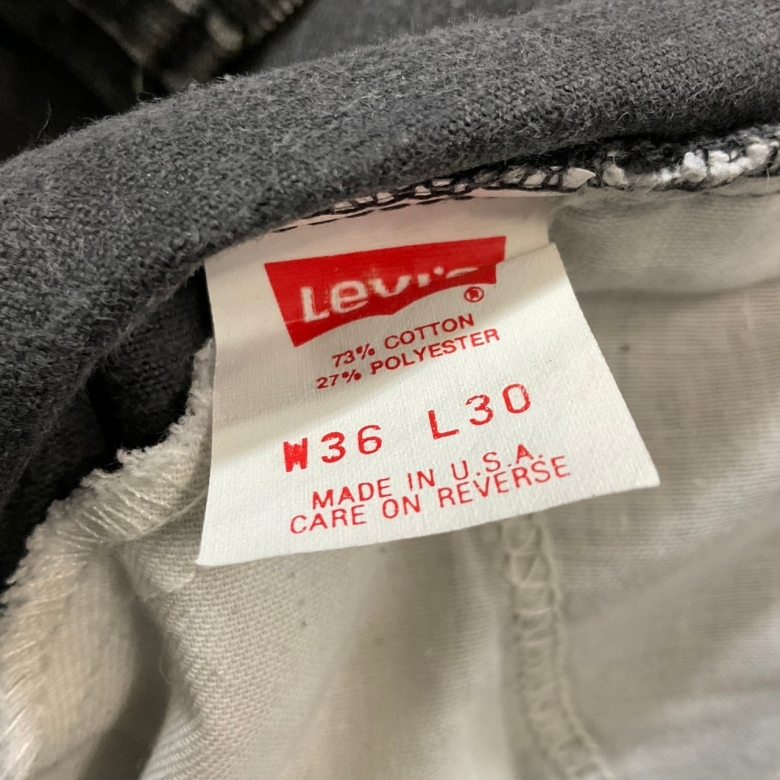 Levi's
®
73% COTTON
27% POLYESTER
W36 L30
MADE IN U.S.A.
CARE ON REVERSE